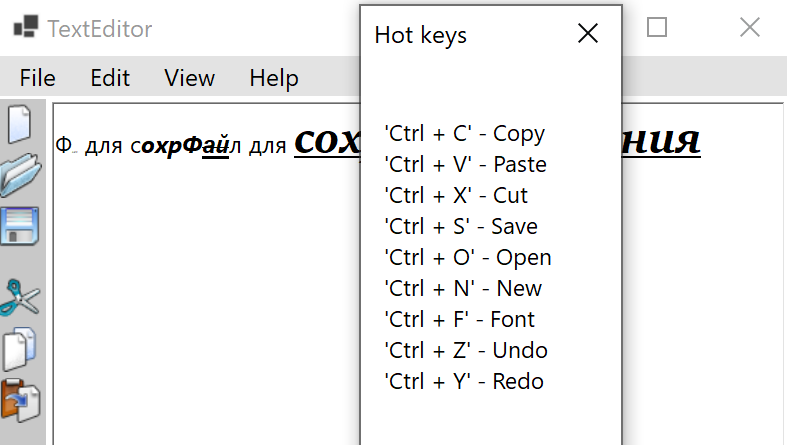 TextEditor
File Edit View Help
Ф для сохрФайл для сох ния
Hot keys
'Ctrl + C' - Copy
'Ctrl + V' - Paste
'Ctrl + X' - Cut
'Ctrl + S' - Save
'Ctrl + O' - Open
'Ctrl + N' - New
'Ctrl + F' - Font
'Ctrl + Z' - Undo
'Ctrl + Y' - Redo